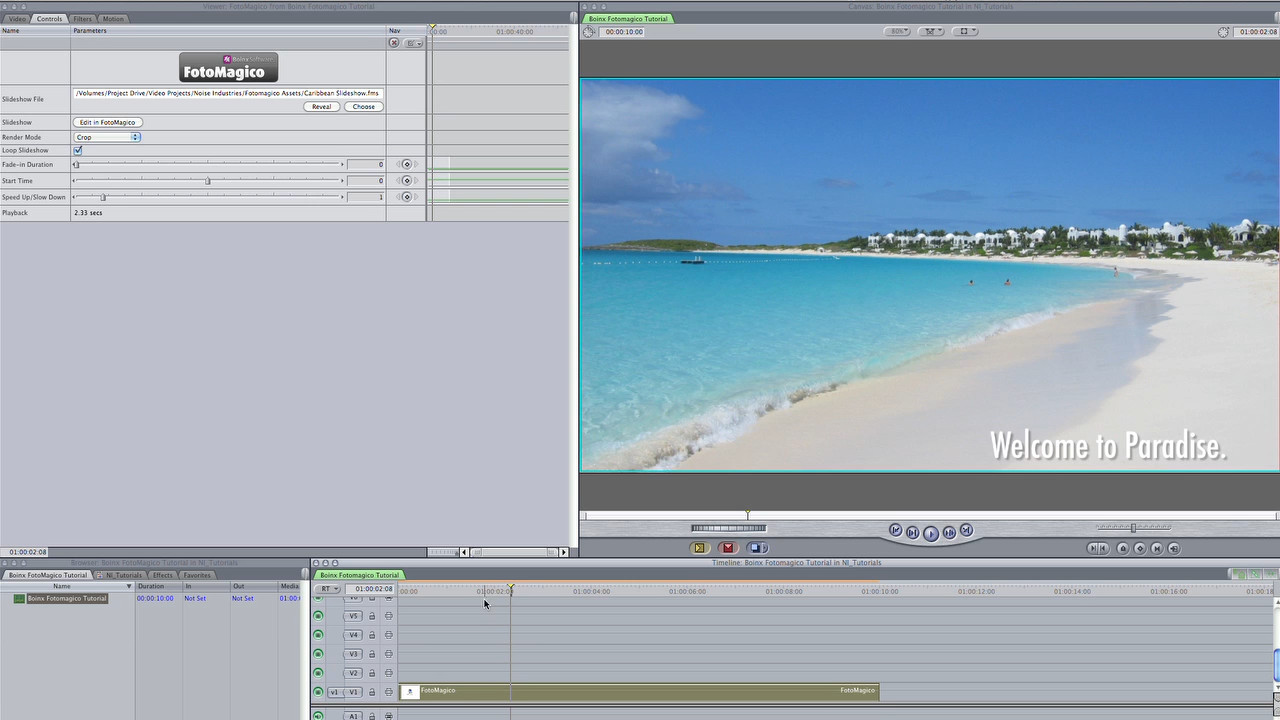 Viewer: FotoMagico from Boinx Fotomagico Tutorial
Video Controls Filters Motion
Name Parameters Nav 00:00 01:00:40:00
Boinx Software
FotoMagico
Slideshow File /Volumes/Project Drive/Video Projects/Noise Industries/Fotomagico Assets/Caribbean Slideshow.fms
Reveal Choose
Slideshow Edit in FotoMagico
Render Mode Crop
Loop Slideshow
Fade-in Duration 0
Start Time 0
Speed Up/Slow Down 1
Playback 2.33 secs
01:00:02:08
Canvas: Boinx Fotomagico Tutorial in NI_Tutorials
Boinx Fotomagico Tutorial
00:00:10:00 80% 01:00:02:08
Welcome to Paradise.
Browser: Boinx FotoMagico Tutorial in NI_Tutorials
Boinx FotoMagico Tutorial NI_Tutorials Effects Favorites
Name Duration In Out Media
Boinx Fotomagico Tutorial 00:00:10:00 Not Set Not Set 01:00:
Timeline: Boinx Fotomagico Tutorial in NI_Tutorials
Boinx Fotomagico Tutorial
RT 01:00:02:08 00:00 01:00:02:0 01:00:04:00 01:00:06:00 01:00:08:00 01:00:10:00 01:00:12:00 01:00:14:00 01:00:16:00 01:00:18
V5
V4
V3
V2
v1 V1 FotoMagico FotoMagico
A1